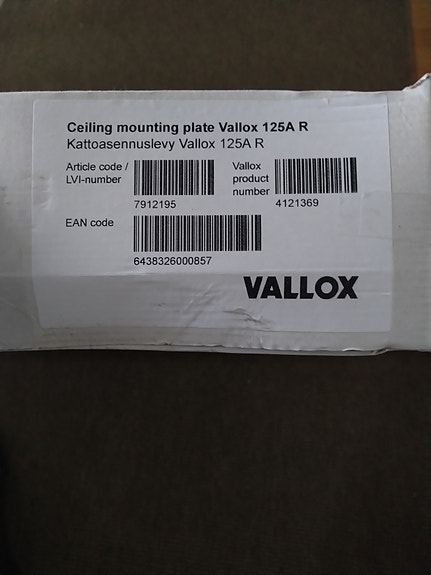 Ceiling mounting plate Vallox 125A R
Kattoasennuslevy Vallox 125A R
Article code /
LVI-number
7912195
Vallox
product
number
4121369
EAN code
6438326000857
VALLOX